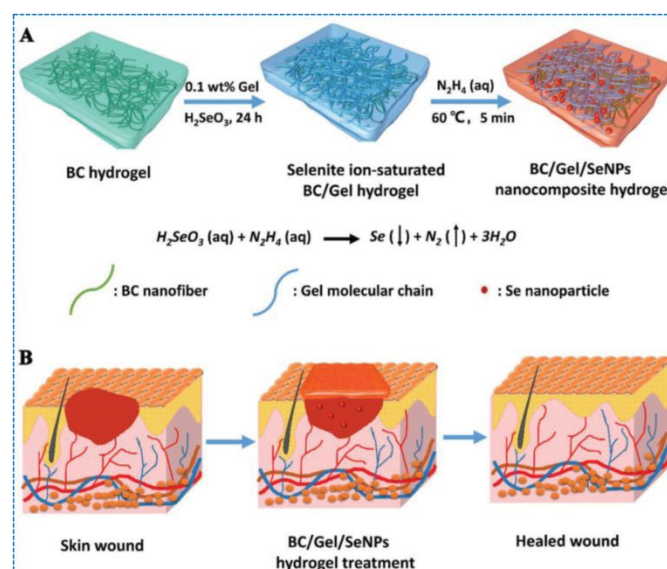 A
0.1 wt% Gel
H₂SeO₃, 24 h
N₂H₄ (aq)
60 ℃, 5 min
BC hydrogel
Selenite ion-saturated
BC/Gel hydrogel
BC/Gel/SeNPs
nanocomposite hydrogel
H₂SeO₃ (aq) + N₂H₄ (aq) → Se (↓) + N₂ (↑) + 3H₂O
: BC nanofiber
: Gel molecular chain
: Se nanoparticle
B
Skin wound
BC/Gel/SeNPs
hydrogel treatment
Healed wound